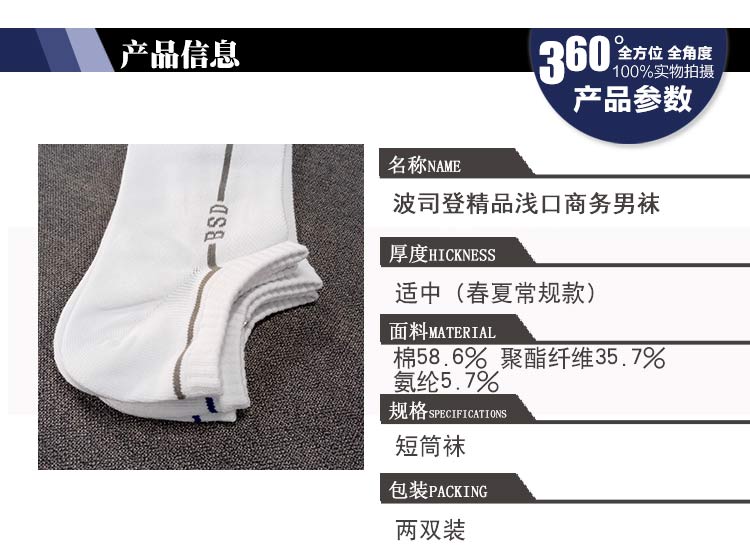 产品信息
360°全方位 全角度
100%实物拍摄
产品参数
BSD
名称NAME
波司登精品浅口商务男袜
厚度HICKNESS
适中（春夏常规款）
面料MATERIAL
棉58.6% 聚酯纤维35.7%
氨纶5.7%
规格SPECIFICATIONS
短筒袜
包装PACKING
两双装